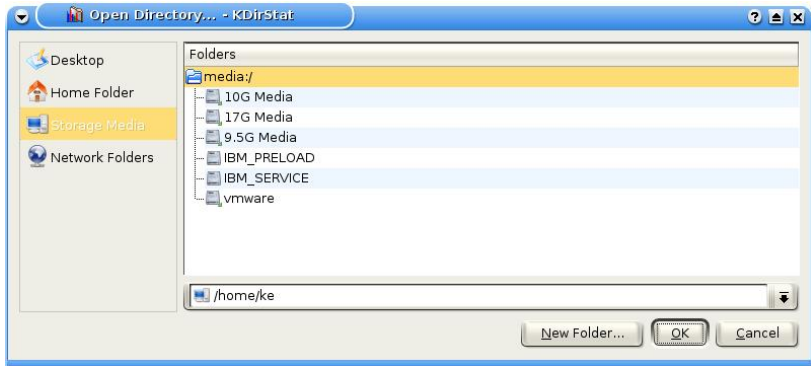 Open Directory... - KDirStat
Desktop
Home Folder
Storage Media
Network Folders
Folders
media:/
10G Media
17G Media
9.5G Media
IBM_PRELOAD
IBM_SERVICE
vmware
/home/ke
New Folder...
OK
Cancel